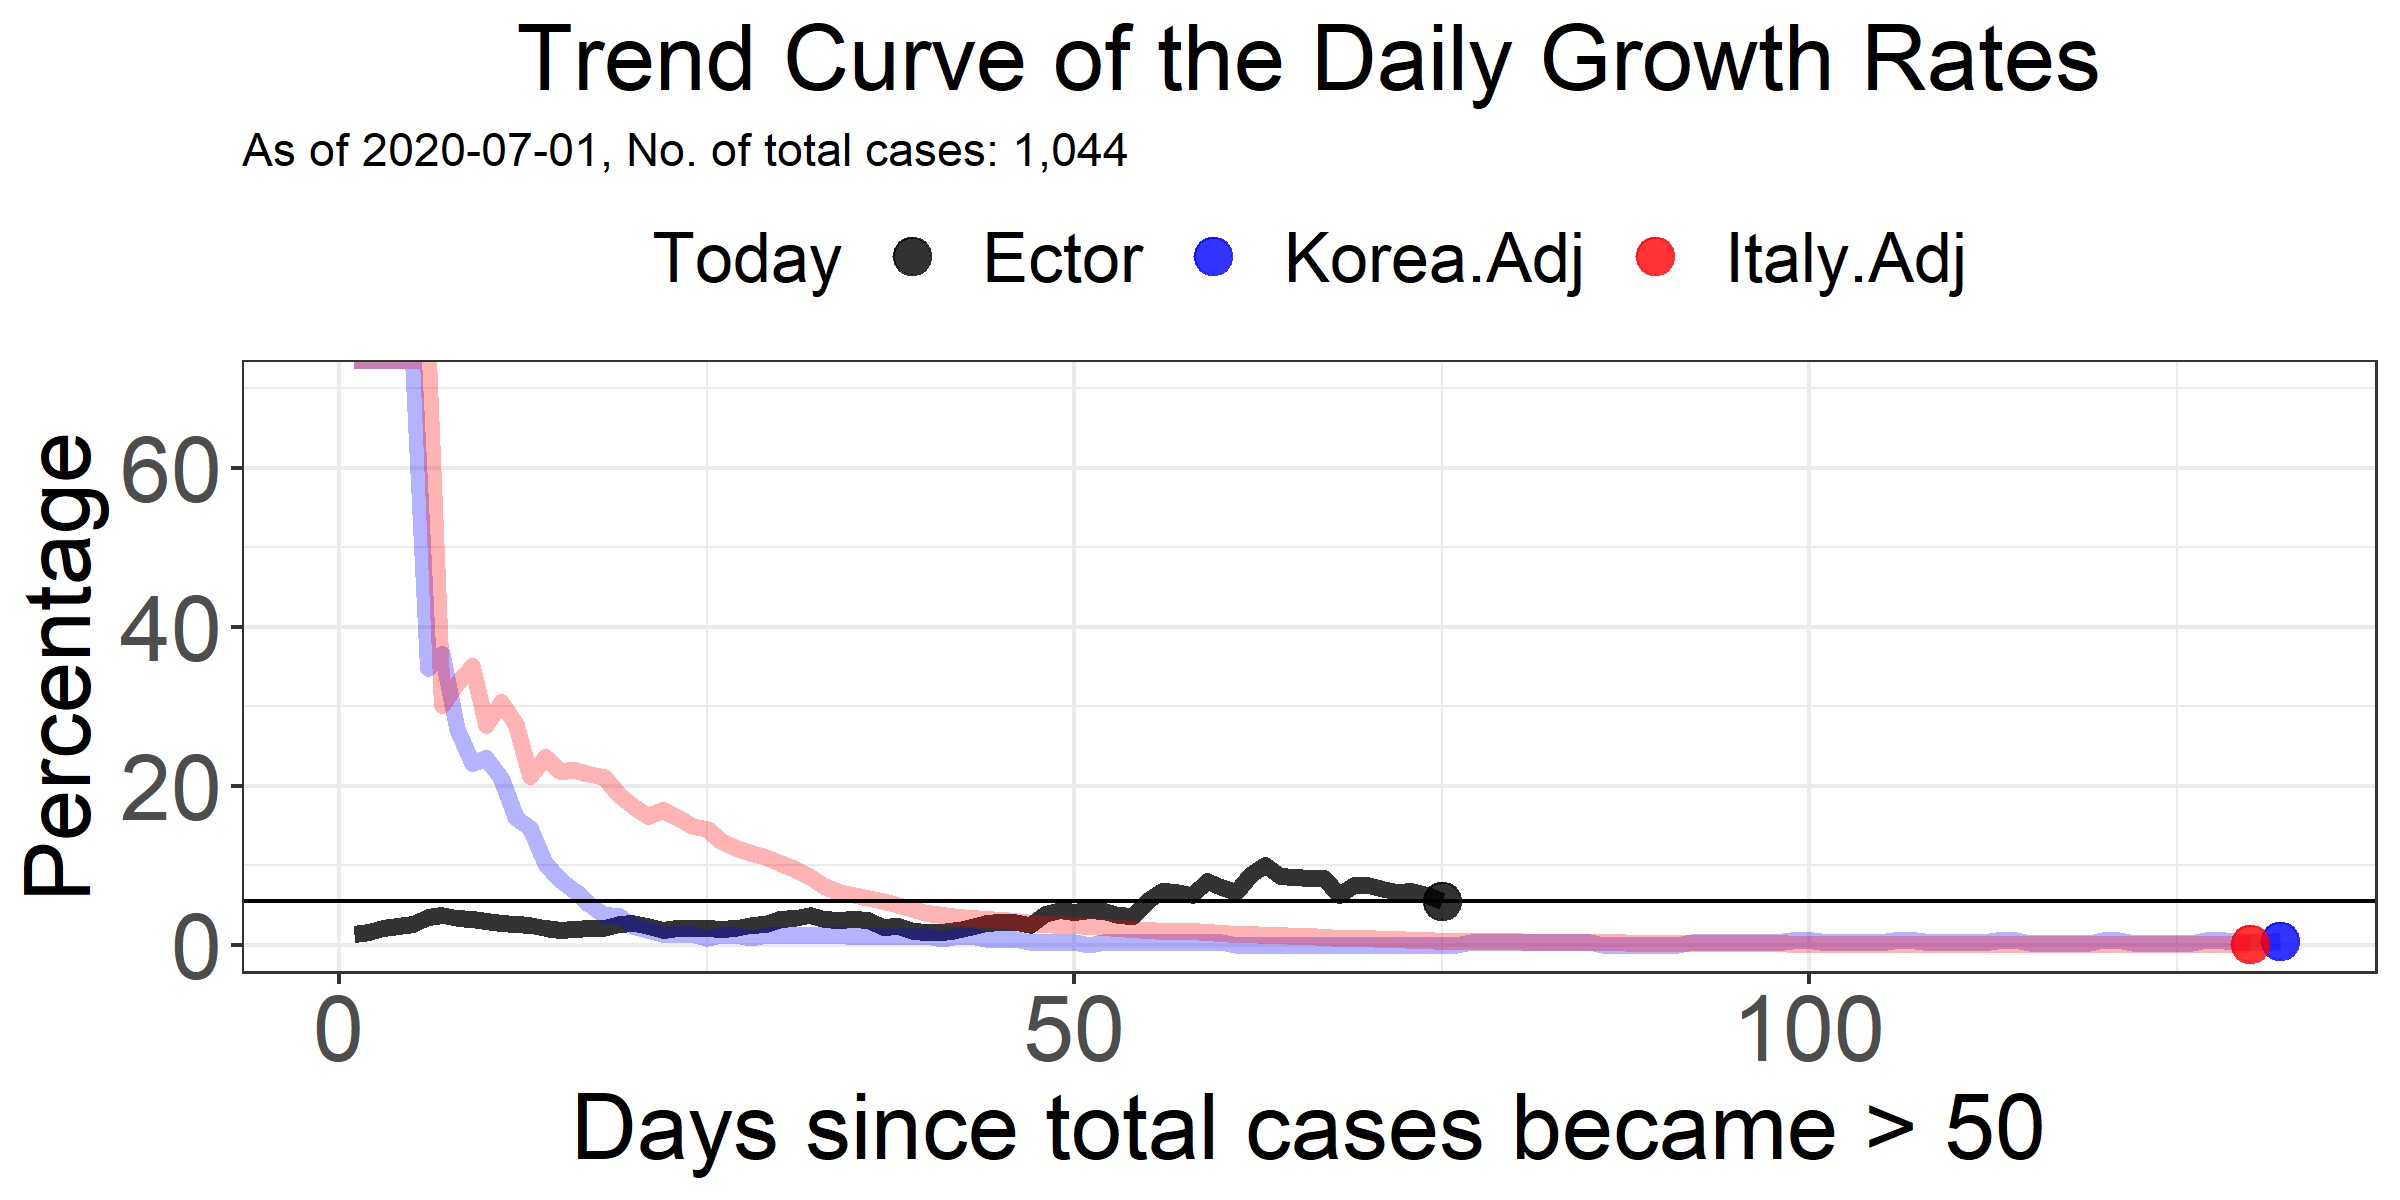 Trend Curve of the Daily Growth Rates
As of 2020-07-01, No. of total cases: 1,044
Today Ector Korea.Adj Italy.Adj
Percentage
60
40
20
0
0 50 100
Days since total cases became > 50